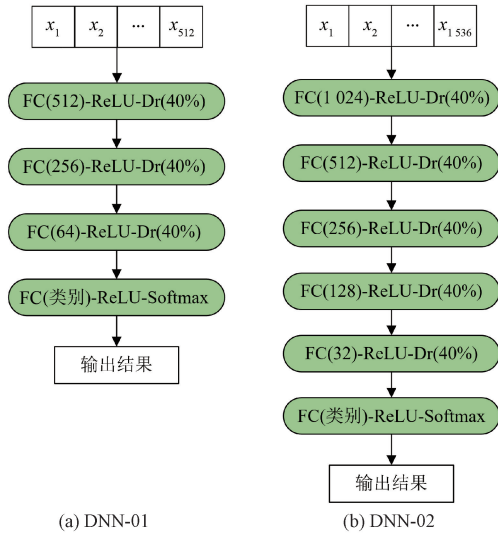 x1 x2 ... x512
FC(512)-ReLU-Dr(40%)
FC(256)-ReLU-Dr(40%)
FC(64)-ReLU-Dr(40%)
FC(类别)-ReLU-Softmax
输出结果
(a) DNN-01
x1 x2 ... x1 536
FC(1 024)-ReLU-Dr(40%)
FC(512)-ReLU-Dr(40%)
FC(256)-ReLU-Dr(40%)
FC(128)-ReLU-Dr(40%)
FC(32)-ReLU-Dr(40%)
FC(类别)-ReLU-Softmax
输出结果
(b) DNN-02